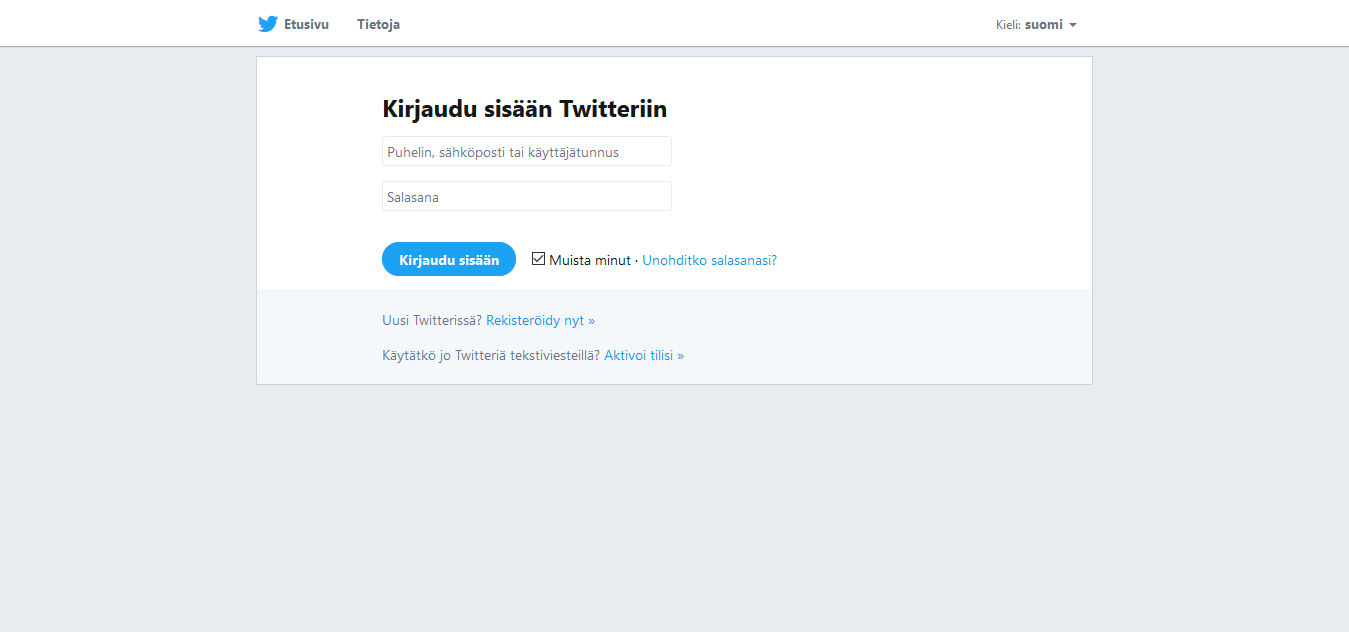 Etusivu Tietoja Kieli: suomi
Kirjaudu sisään Twitteriin
Puhelin, sähköposti tai käyttäjätunnus
Salasana
Kirjaudu sisään Muista minut · Unohditko salasanasi?
Uusi Twitterissä? Rekisteröidy nyt »
Käytätkö jo Twitteriä tekstiviesteillä? Aktivoi tilisi »